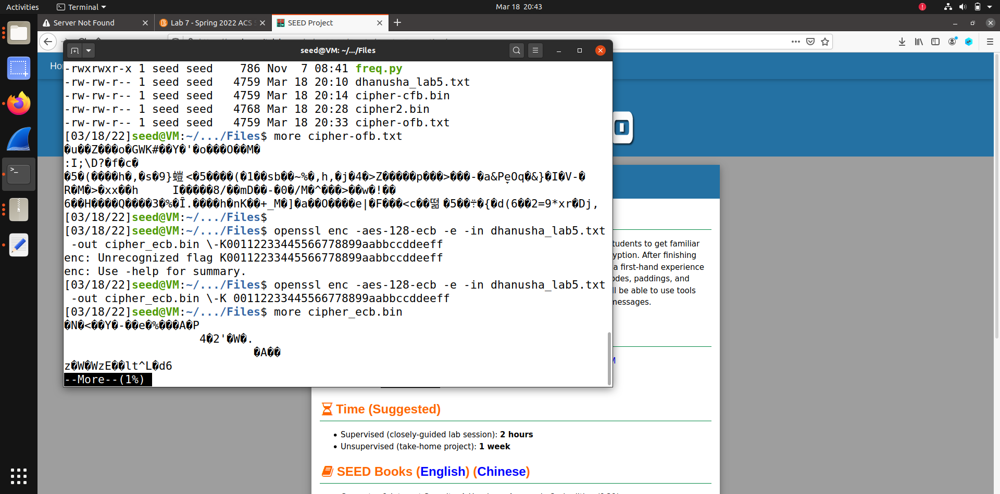 Activities Terminal Mar 18 20:43
Server Not Found Lab 7 - Spring 2022 ACS SEED Project
seed@VM: ~/.../Files
-rwxrwxr-x 1 seed seed 786 Nov 7 08:41 freq.py
-rw-rw-r-- 1 seed seed 4759 Mar 18 20:10 dhanusha_lab5.txt
-rw-rw-r-- 1 seed seed 4759 Mar 18 20:14 cipher-cfb.bin
-rw-rw-r-- 1 seed seed 4768 Mar 18 20:28 cipher2.bin
-rw-rw-r-- 1 seed seed 4759 Mar 18 20:33 cipher-ofb.txt
[03/18/22]seed@VM:~/.../Files$ more cipher-ofb.txt
�u��Z���o�GWK#��Y�'�o���O��M�
:I;\D?�f�c�
�5�(����h�,�s�9}螘<�5����(�1��sb��~%�,h,�j�4�>Z�����p���>���-�a&PeOq�&}�I�V-�
R�M�>�xx��h I�����8/��mD��-�0�/M�^���>��w�!��
6��H����Q����3�%�Î.����h�nK��+_M�]�a��O����e|�F���<c��떪�5��÷�{�d(6��2=9*xr�Dj,
[03/18/22]seed@VM:~/.../Files$
[03/18/22]seed@VM:~/.../Files$ openssl enc -aes-128-ecb -e -in dhanusha_lab5.txt
-out cipher_ecb.bin \-K00112233445566778899aabbccddeeff
enc: Unrecognized flag K00112233445566778899aabbccddeeff
enc: Use -help for summary.
[03/18/22]seed@VM:~/.../Files$ openssl enc -aes-128-ecb -e -in dhanusha_lab5.txt
-out cipher_ecb.bin \-K 00112233445566778899aabbccddeeff
[03/18/22]seed@VM:~/.../Files$ more cipher_ecb.bin
�N�<��Y�-��e�%���A�P
4�2'�W�.
�A��
z�W�WzE��lt^L�d6
--More--(1%)
tudents to get familiar
yption. After finishing
a first-hand experience
odes, paddings, and
ll be able to use tools
messages.
Time (Suggested)
• Supervised (closely-guided lab session): 2 hours
• Unsupervised (take-home project): 1 week
SEED Books (English) (Chinese)